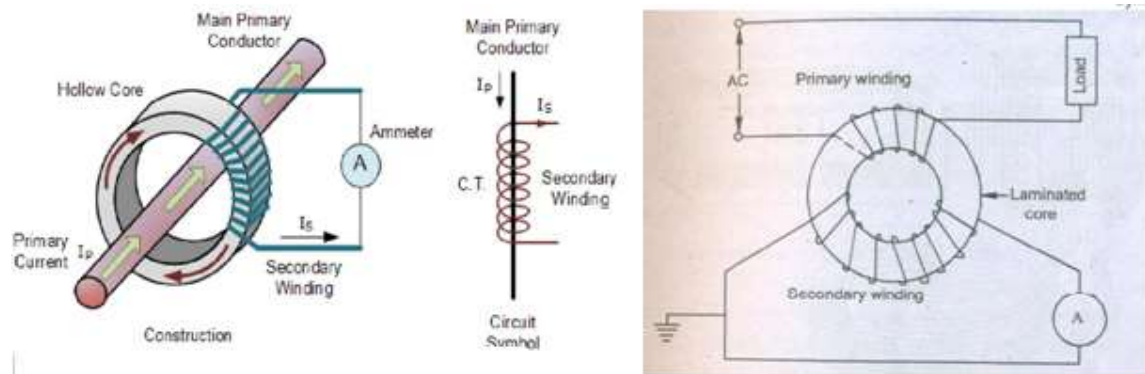 Main Primary
Conductor
Hollow Core
Ammeter
A
Primary
Current Iₚ
Iₛ
Secondary
Winding
Construction
Main Primary
Conductor
Iₚ
Iₛ
C.T.
Secondary
Winding
Circuit
Symbol
AC
Primary winding
Load
Laminated
core
Secondary winding
A